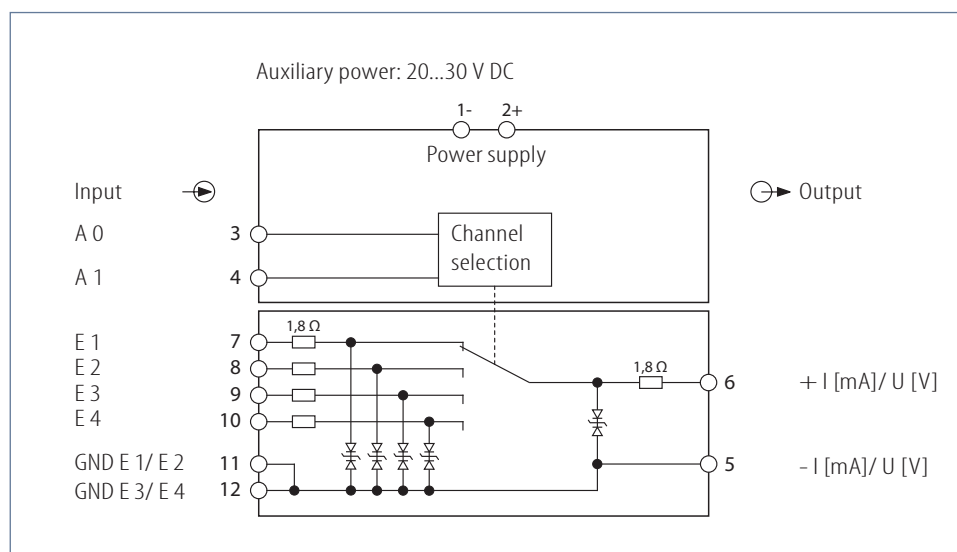 Auxiliary power: 20...30 V DC
1- 2+
Power supply
Input
Output
A 0 3
Channel
selection
A 1 4
1,8 Ω
E 1 7
E 2 8
1,8 Ω
6 + I [mA]/ U [V]
E 3 9
E 4 10
GND E 1/ E 2 11
5 - I [mA]/ U [V]
GND E 3/ E 4 12